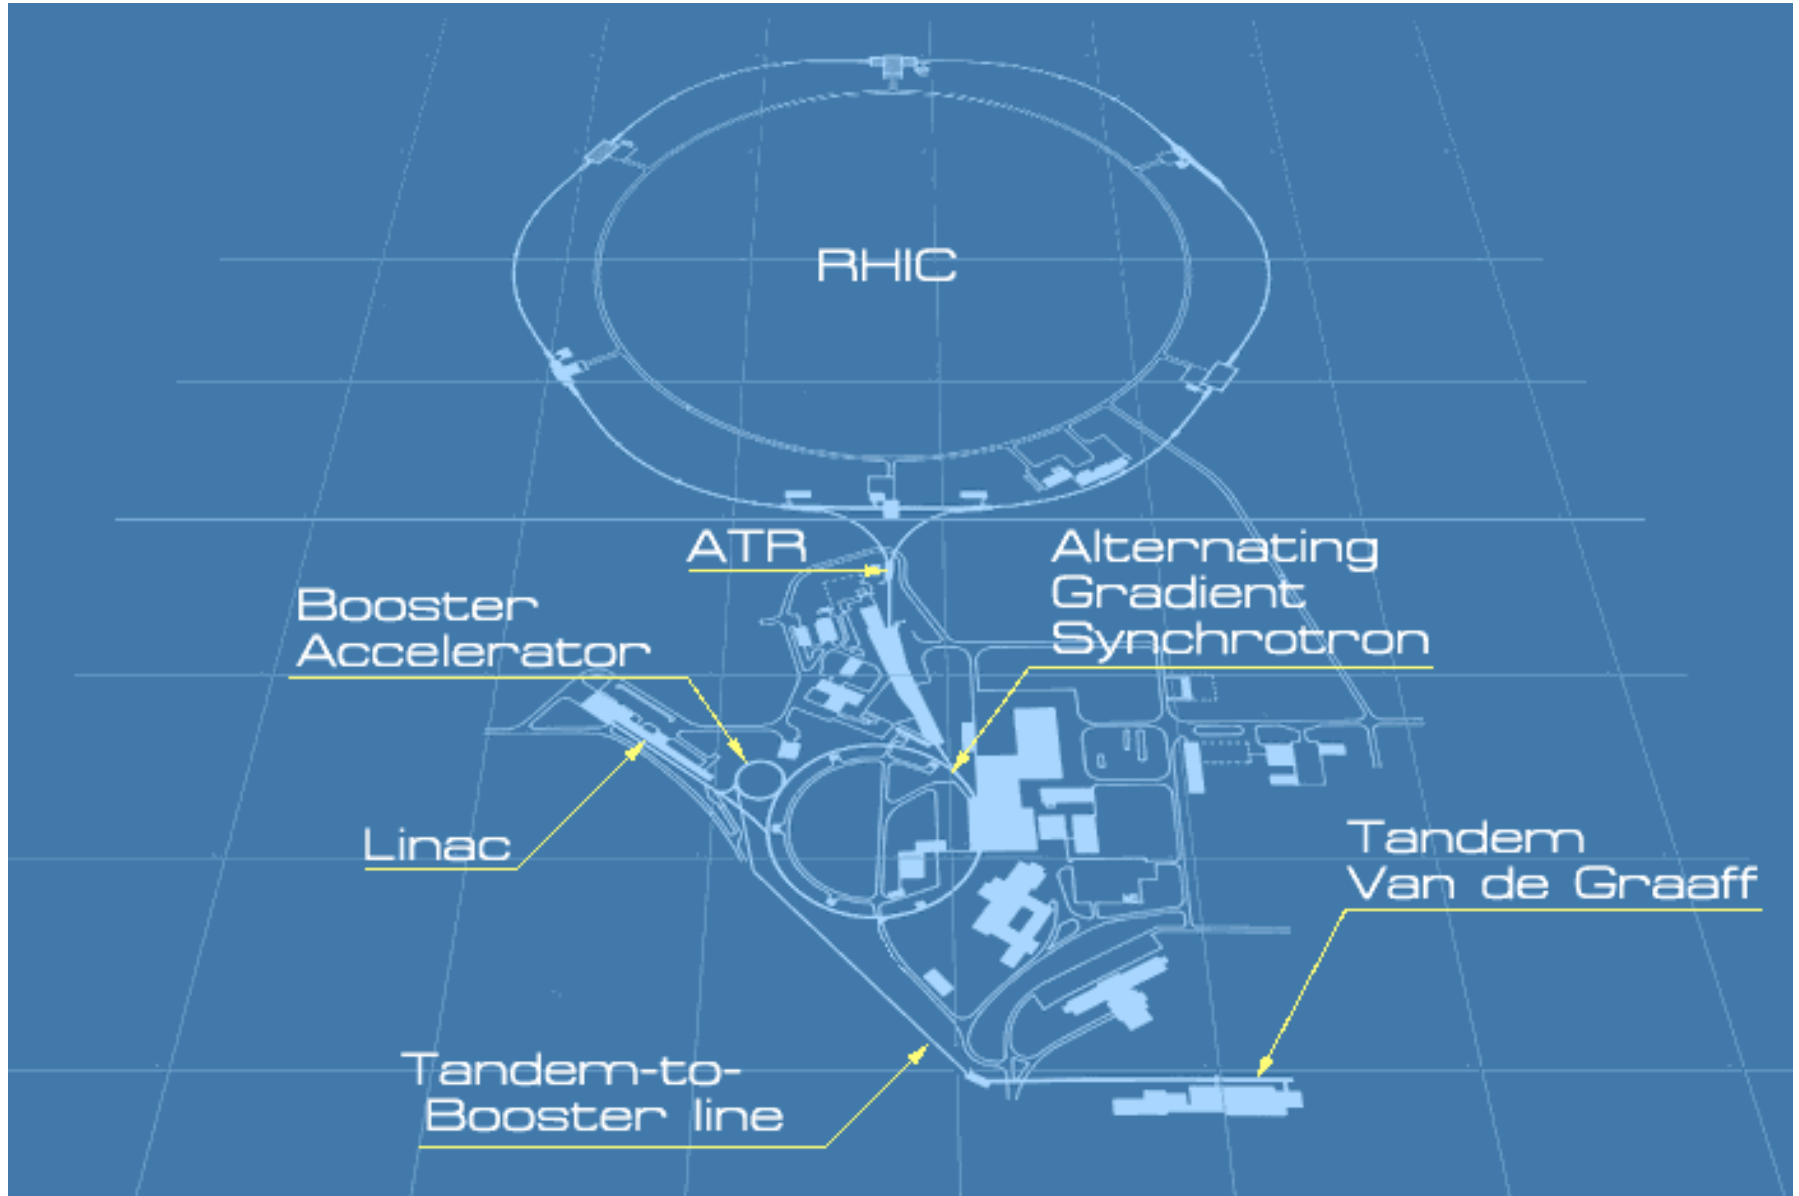 RHIC
ATR
Alternating
Gradient
Synchrotron
Booster
Accelerator
Linac
Tandem
Van de Graaff
Tandem-to-
Booster line